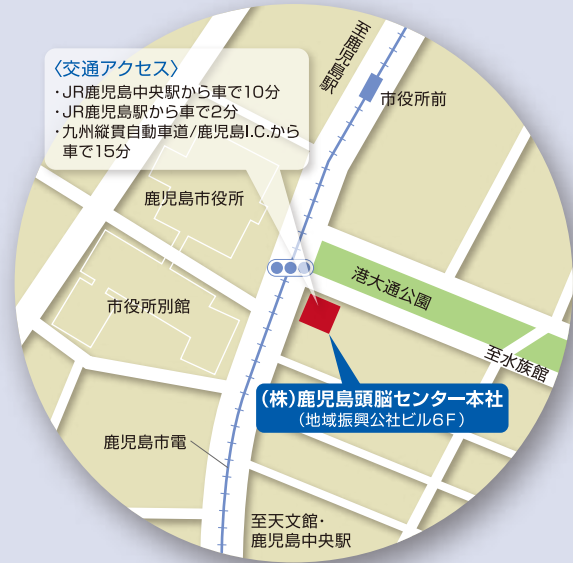 〈交通アクセス〉
・JR鹿児島中央駅から車で10分
・JR鹿児島駅から車で2分
・九州縦貫自動車道/鹿児島I.C.から
車で15分
至鹿児島駅
市役所前
鹿児島市役所
港大通公園
市役所別館
至水族館
(株)鹿児島頭脳センター本社
(地域振興公社ビル6F)
鹿児島市電
至天文館・
鹿児島中央駅